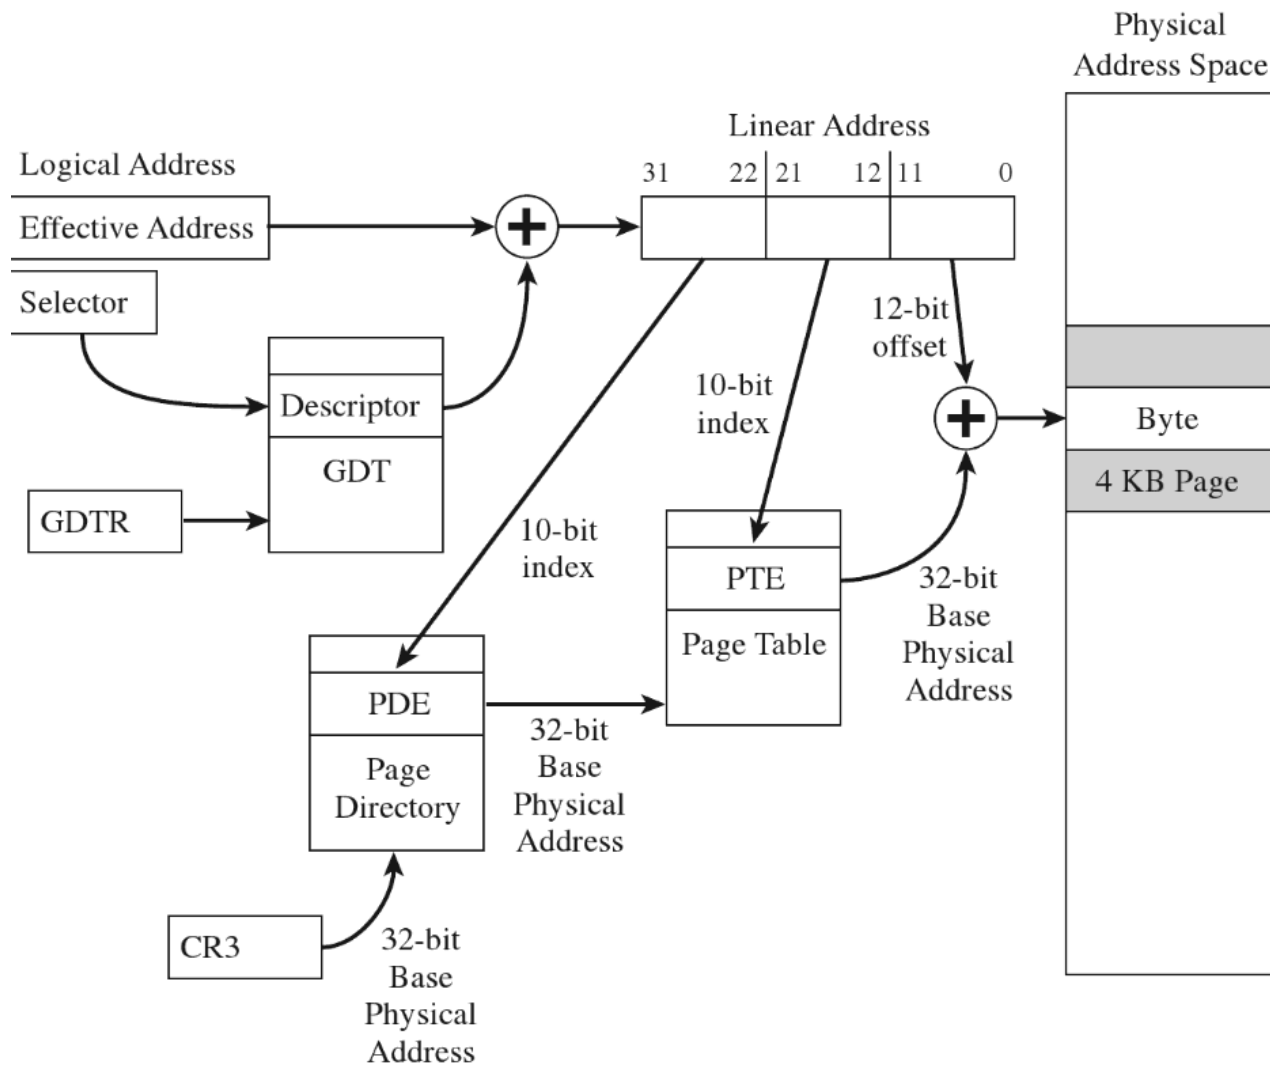 Physical
Address Space
Linear Address
31
22
21
12
11
0
Logical Address
Effective Address
Selector
Descriptor
GDT
GDTR
12-bit
offset
10-bit
index
Byte
4 KB Page
10-bit
index
PTE
Page Table
32-bit
Base
Physical
Address
PDE
Page
Directory
32-bit
Base
Physical
Address
CR3
32-bit
Base
Physical
Address